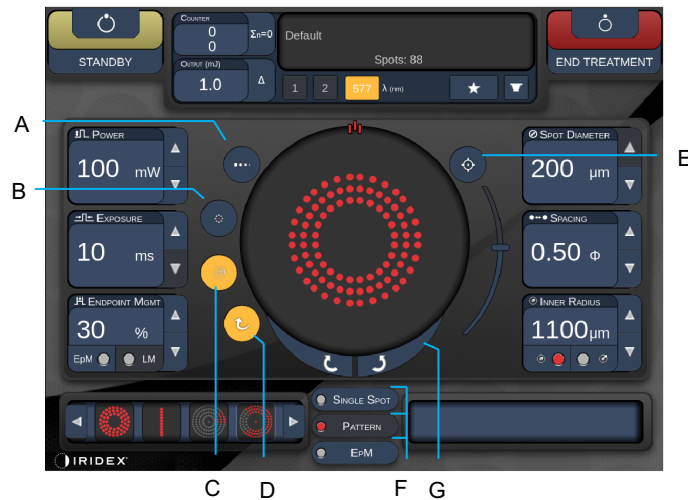 STANDBY
COUNTER
0
0
Σn=0
OUTPUT (mJ)
1.0
Δ
Default
Spots: 88
1
2
577
λ (nm)
END TREATMENT
A
B
E
POWER
100 mW
EXPOSURE
10 ms
ENDPOINT MGMT
30 %
EpM
LM
SPOT DIAMETER
200 μm
SPACING
0.50 Φ
INNER RADIUS
1100μm
SINGLE SPOT
PATTERN
EPM
IRIDEX
C
D
F
G